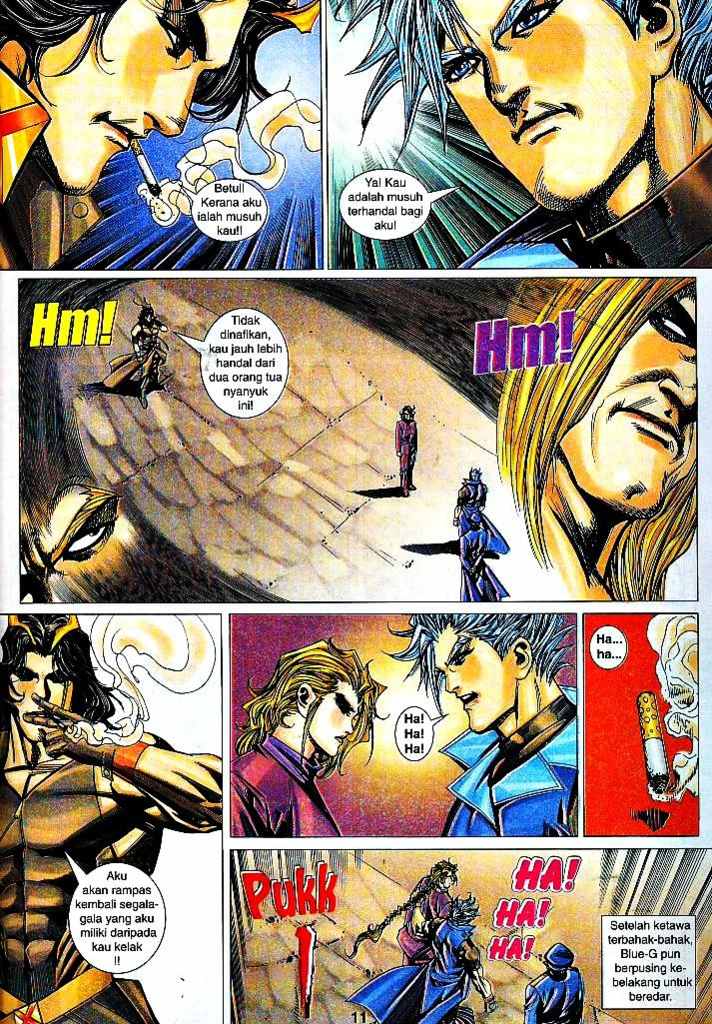 Betul!
Kerana aku
ialah musuh
kau!!
Ya! Kau
adalah musuh
terhandal bagi
aku!
Hm!
Tidak
dinafikan,
kau jauh lebih
handal dari
dua orang tua
nyanyuk
ini!
Hm!
Aku
akan rampas
kembali segala-
gala yang aku
miliki daripada
kau kelak
!!
Ha!
Ha!
Ha!
Ha...
ha...
Pukk
!
HA!
HA!
HA!
Setelah ketawa
terbahak-bahak,
Blue-G pun
berpusing ke-
belakang untuk
beredar.
11